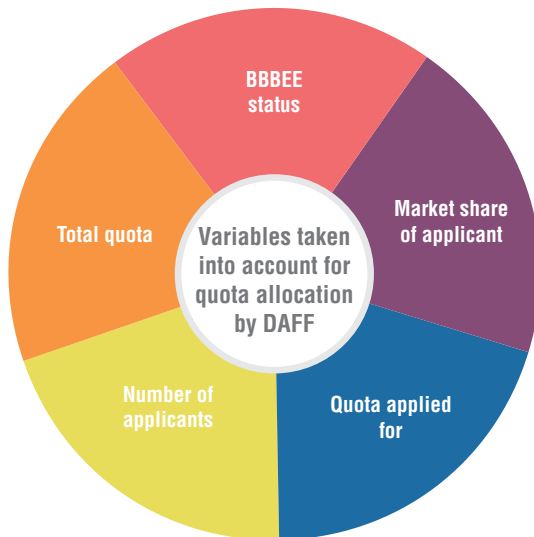 BBBEE
status
Market share
of applicant
Quota applied
for
Number of
applicants
Total quota
Variables taken
into account for
quota allocation
by DAFF